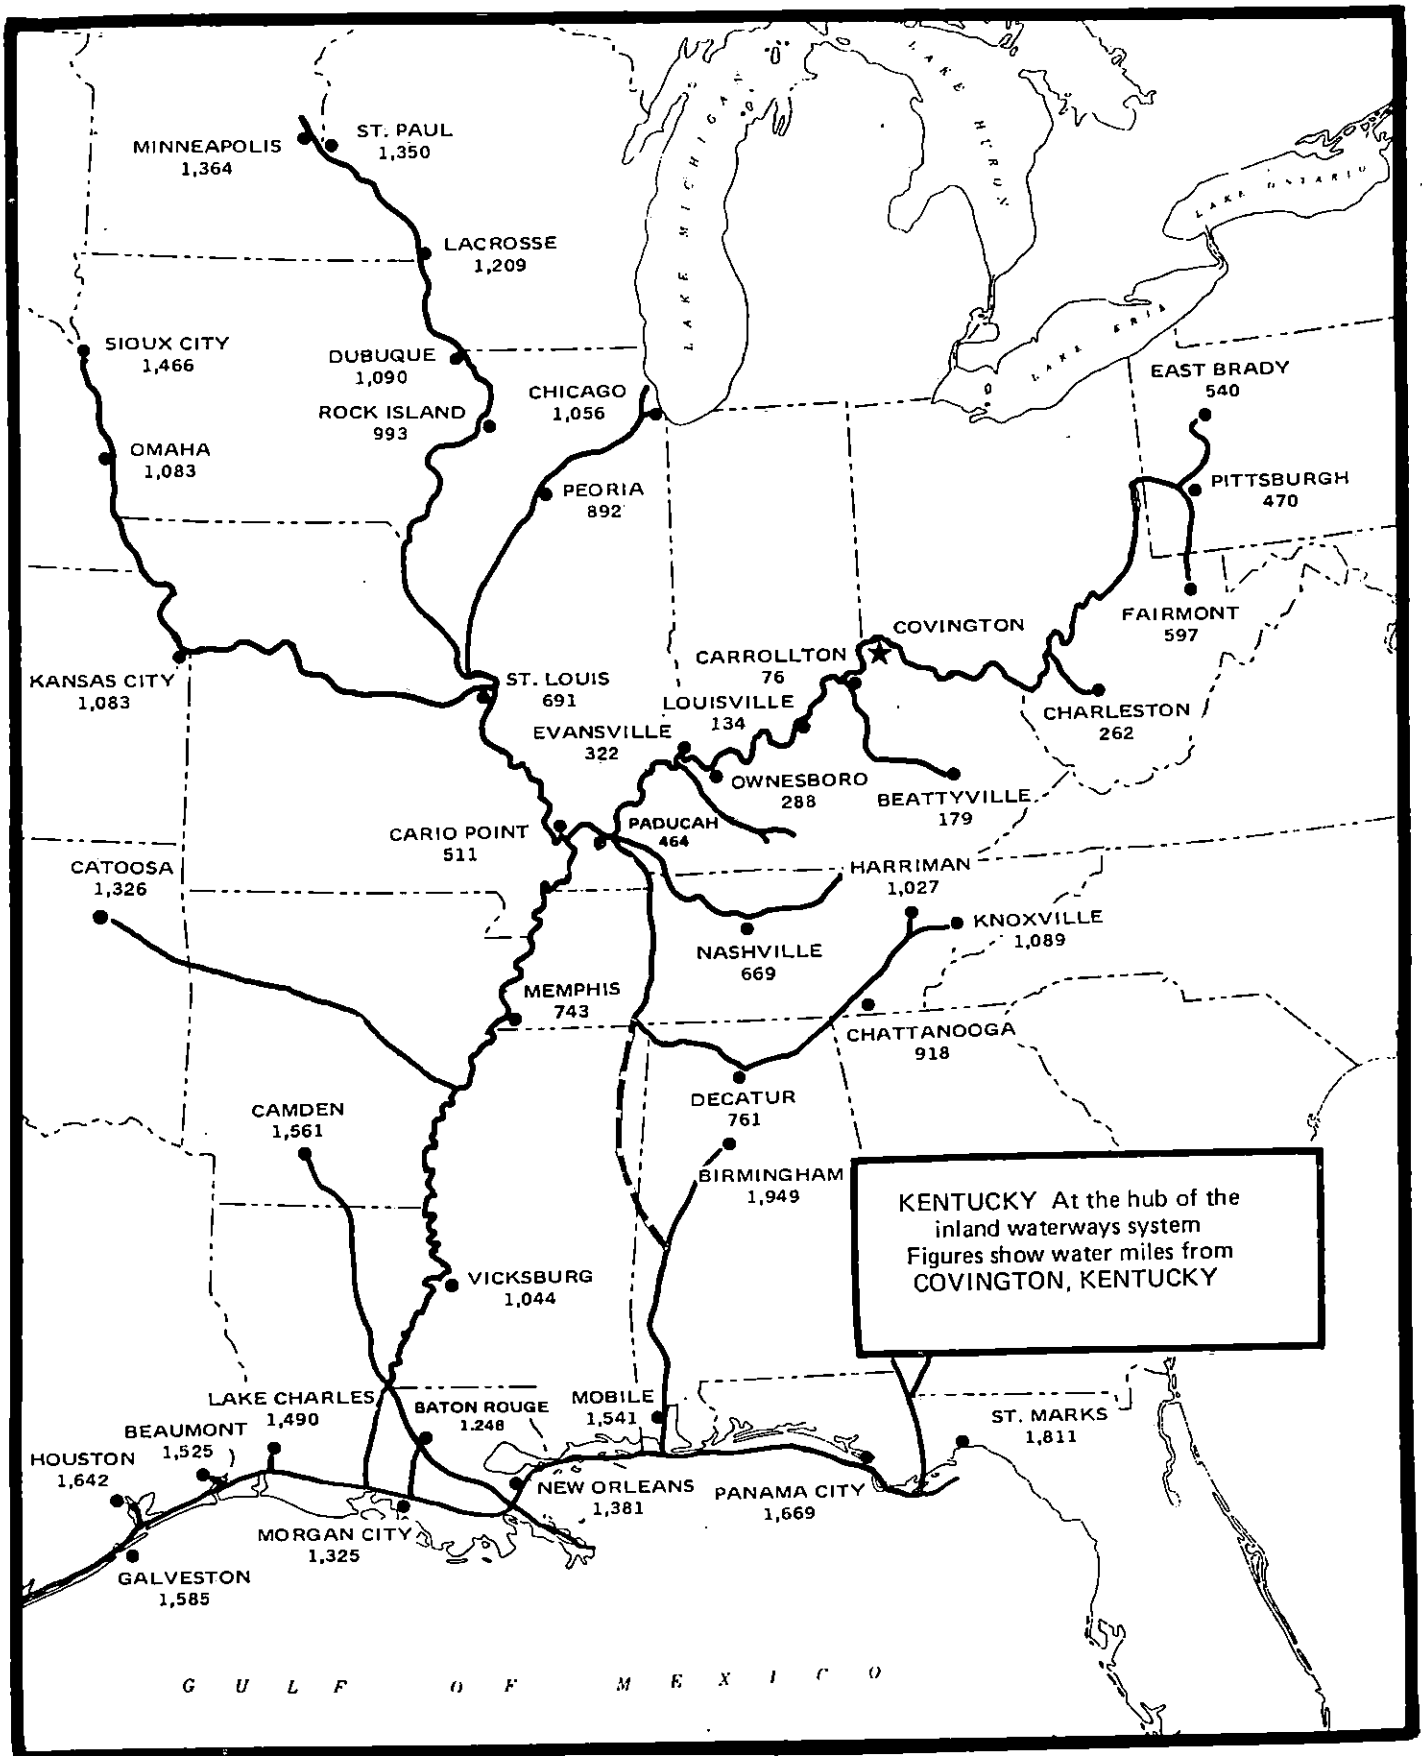 LAKE MICHIGAN
LAKE HURON
LAKE ONTARIO
LAKE ERIE
MINNEAPOLIS
1,364
ST. PAUL
1,350
LACROSSE
1,209
SIOUX CITY
1,466
DUBUQUE
1,090
ROCK ISLAND
993
CHICAGO
1,056
EAST BRADY
540
OMAHA
1,083
PEORIA
892
PITTSBURGH
470
FAIRMONT
597
COVINGTON
CARROLLTON
76
KANSAS CITY
1,083
ST. LOUIS
691
LOUISVILLE
134
CHARLESTON
262
EVANSVILLE
322
OWNESBORO
288
BEATTYVILLE
179
CARIO POINT
511
PADUCAH
464
CATOOSA
1,326
HARRIMAN
1,027
KNOXVILLE
1,089
NASHVILLE
669
MEMPHIS
743
CHATTANOOGA
918
DECATUR
761
CAMDEN
1,561
BIRMINGHAM
1,949
KENTUCKY At the hub of the
inland waterways system
Figures show water miles from
COVINGTON, KENTUCKY
VICKSBURG
1,044
LAKE CHARLES
1,490
BATON ROUGE
1.248
MOBILE
1,541
ST. MARKS
1,811
BEAUMONT
1,525
HOUSTON
1,642
NEW ORLEANS
1,381
PANAMA CITY
1,669
MORGAN CITY
1,325
GALVESTON
1,585
GULF OF MEXICO